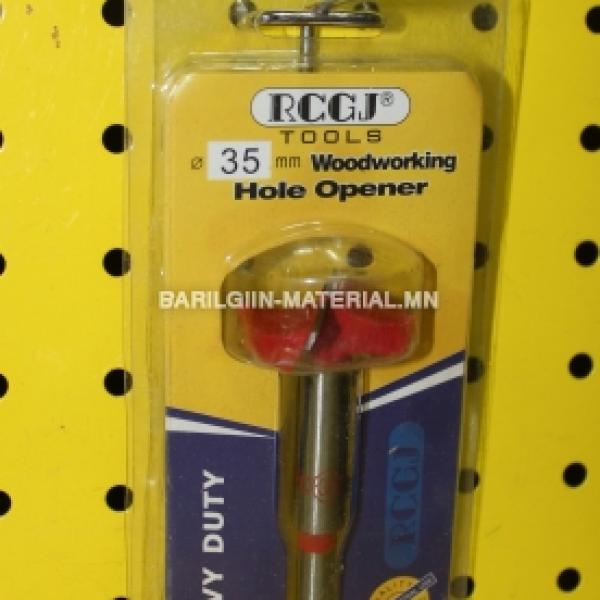 RCGJ®
TOOLS
ø 35 mm Woodworking
Hole Opener
BARILGIIN-MATERIAL.MN
VY DUTY
RCGJ